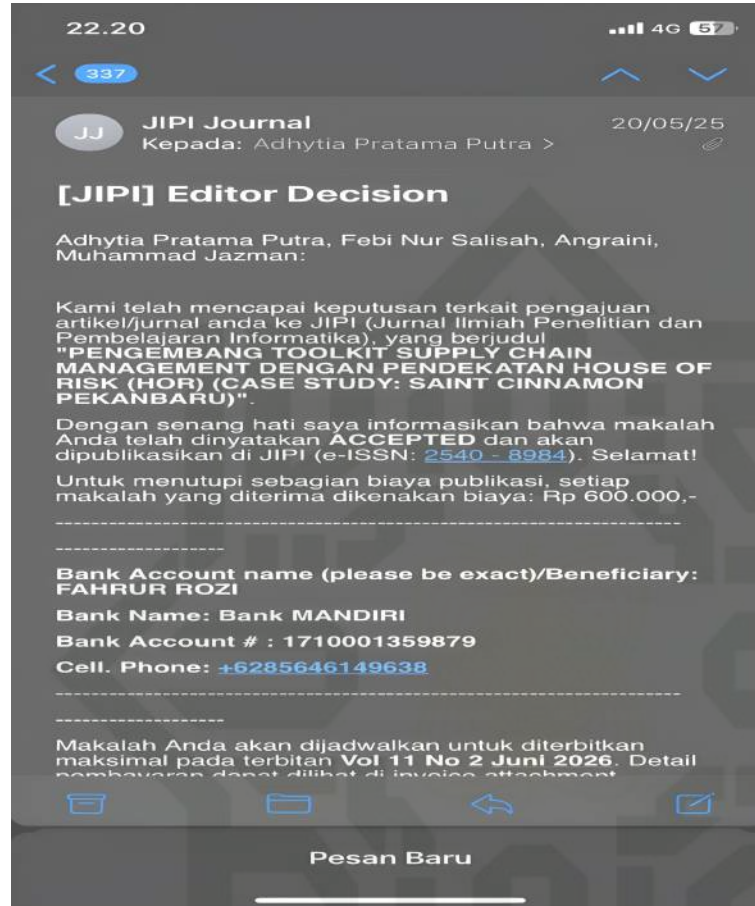 22.20
4G 57
337
JJ
JIPI Journal
20/05/25
Kepada: Adhytia Pratama Putra >
[JIPI] Editor Decision
Adhytia Pratama Putra, Febi Nur Salisah, Angraini,
Muhammad Jazman:
Kami telah mencapai keputusan terkait pengajuan
artikel/jurnal anda ke JIPI (Jurnal Ilmiah Penelitian dan
Pembelajaran Informatika), yang berjudul
"PENGEMBANG TOOLKIT SUPPLY CHAIN
MANAGEMENT DENGAN PENDEKATAN HOUSE OF
RISK (HOR) (CASE STUDY: SAINT CINNAMON
PEKANBARU)".
Dengan senang hati saya informasikan bahwa makalah
Anda telah dinyatakan ACCEPTED dan akan
dipublikasikan di JIPI (e-ISSN: 2540 - 8984). Selamat!
Untuk menutupi sebagian biaya publikasi, setiap
makalah yang diterima dikenakan biaya: Rp 600.000,-
----------------------------------------------------------------------
-------------------
Bank Account name (please be exact)/Beneficiary:
FAHRUR ROZI
Bank Name: Bank MANDIRI
Bank Account # : 1710001359879
Cell. Phone: +6285646149638
----------------------------------------------------------------------
-------------------
Makalah Anda akan dijadwalkan untuk diterbitkan
maksimal pada terbitan Vol 11 No 2 Juni 2026. Detail
pembayaran dapat dilihat di invoice attachment
Pesan Baru